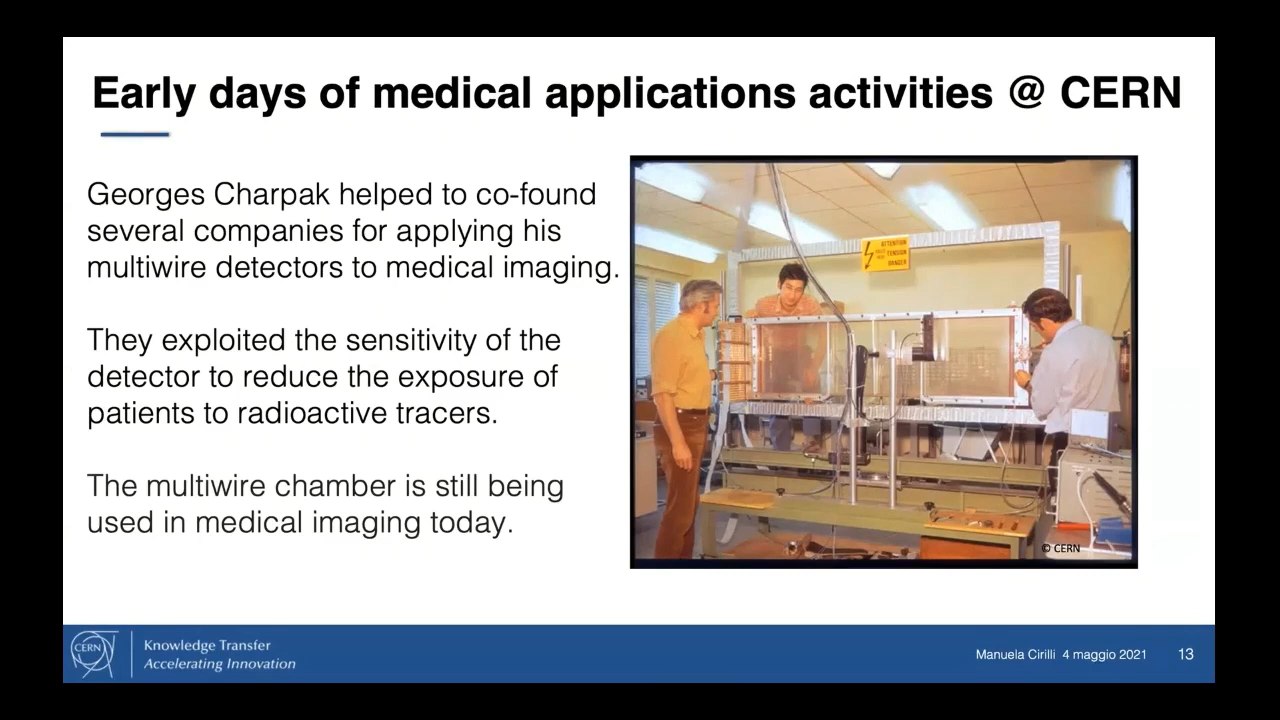 Early days of medical applications activities @ CERN
Georges Charpak helped to co-found
several companies for applying his
multiwire detectors to medical imaging.
They exploited the sensitivity of the
detector to reduce the exposure of
patients to radioactive tracers.
The multiwire chamber is still being
used in medical imaging today.
ATTENTION
TENSION
DANGER
© CERN
CERN
Knowledge Transfer
Accelerating Innovation
Manuela Cirilli 4 maggio 2021
13